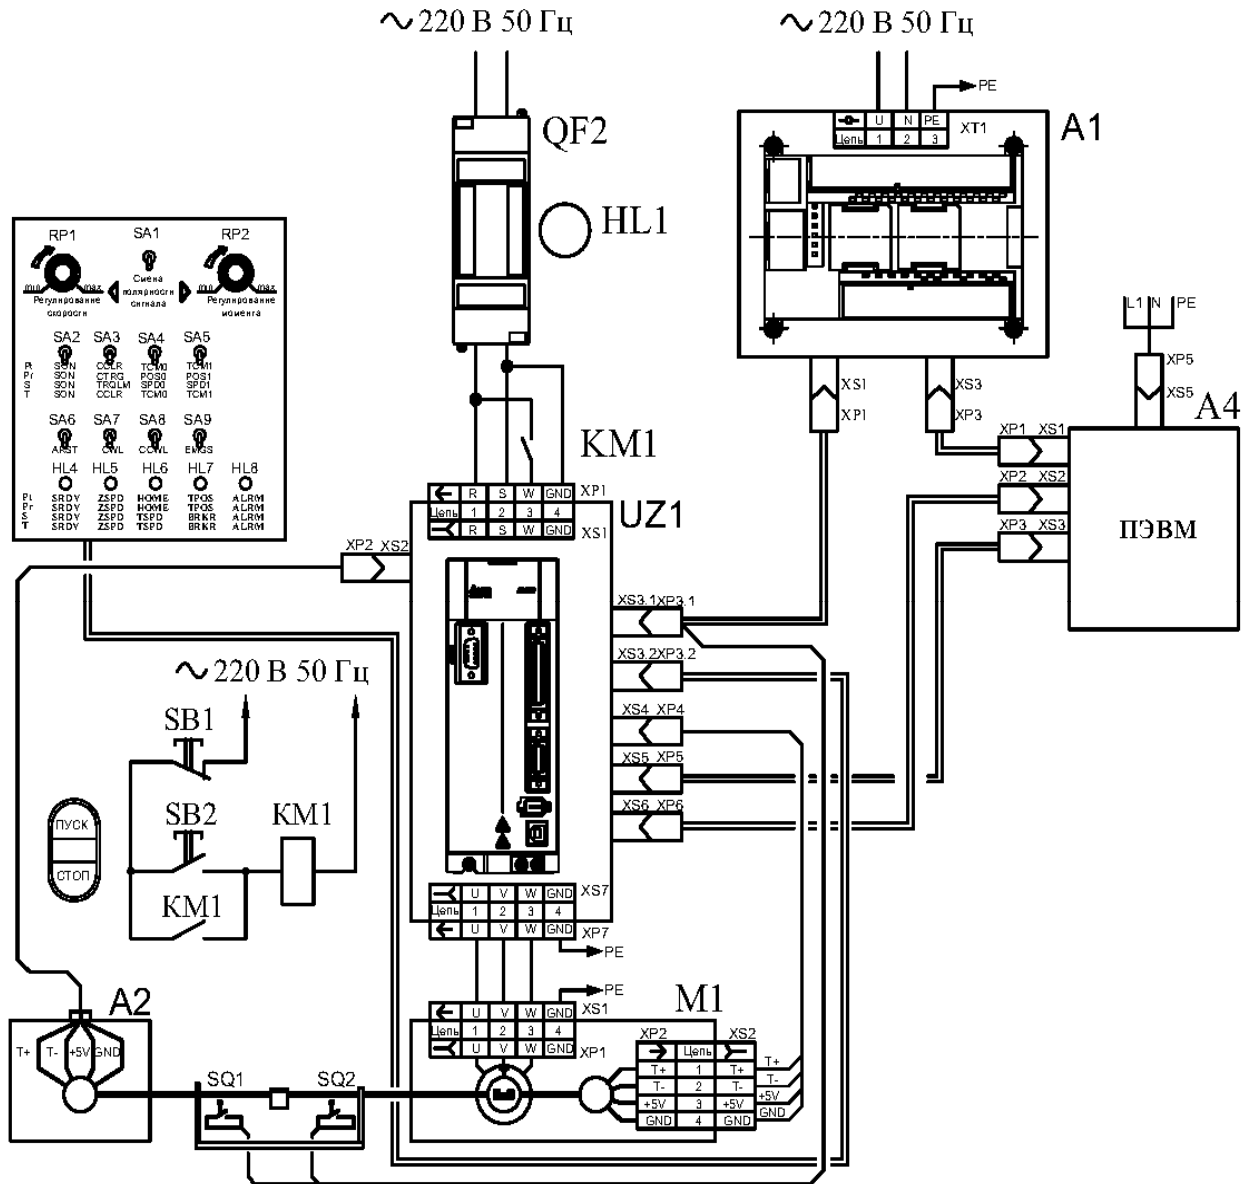 ~ 220 В 50 Гц
~ 220 В 50 Гц
PE
QF2
HL1
U N PE XT1
Цепь 1 2 3
A1
RP1 SA1 RP2
min max
Смена полярности сигнала
min max
Регулирование скорости
Регулирование момента
SA2 SA3 SA4 SA5
Pt SON CCLR TCM0 TCM1
Pr SON CTRG POS0 POS1
S SON TRQLM SPD0 SPD1
T SON CCLR TCM0 TCM1
SA6 SA7 SA8 SA9
ARST CWL CCWL EMGS
HL4 HL5 HL6 HL7 HL8
Pt SRDY ZSPD HOME TPOS ALRM
Pr SRDY ZSPD HOME TPOS ALRM
S SRDY ZSPD TSPD BRKR ALRM
T SRDY ZSPD TSPD BRKR ALRM
L1 N PE
XP5
XS5
A4
XS1
XP1
XS3
XP3
XP1 XS1
XP2 XS2
XP3 XS3
ПЭВМ
KM1
R S W GND XP1
Цепь 1 2 3 4
R S W GND XS1
UZ1
XP2 XS2
XS3.1 XP3.1
XS3.2 XP3.2
XS4 XP4
XS5 XP5
XS6 XP6
~ 220 В 50 Гц
SB1
SB2
KM1
KM1
ПУСК
СТОП
U V W GND XS7
Цепь 1 2 3 4
U V W GND XP7
PE
PE
U V W GND XS1
Цепь 1 2 3 4
U V W GND XP1
M1
XP2 XS2
Цепь
T+ 1 T+ T+
T- 2 T- T-
+5V 3 +5V +5V
GND 4 GND GND
A2
T+ T- +5V GND
SQ1 SQ2